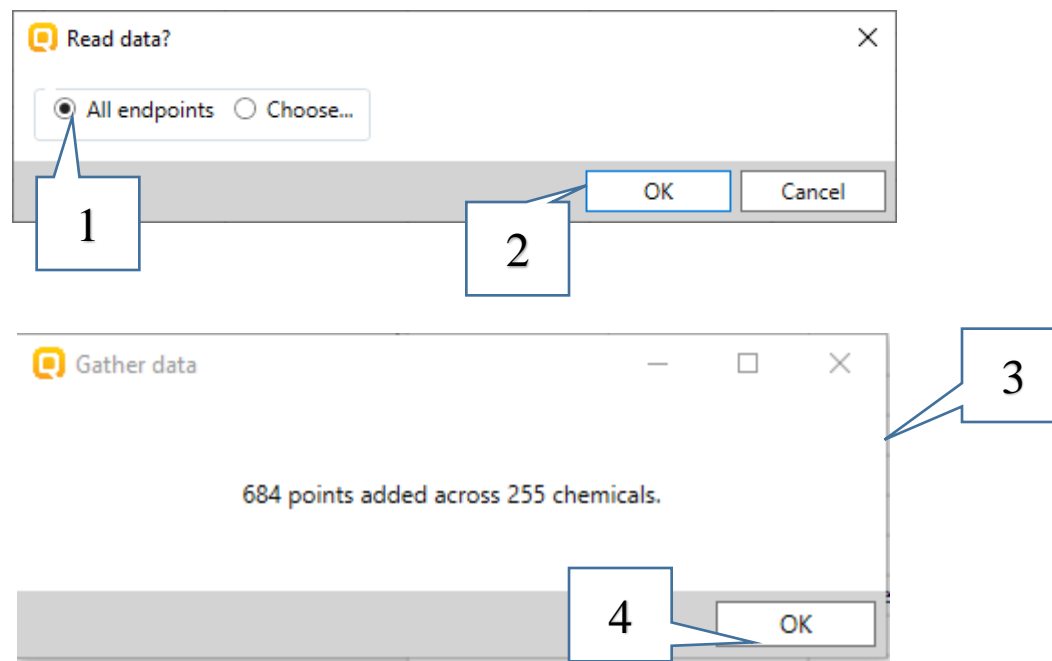 Read data?
All endpoints Choose...
OK Cancel
1
2
Gather data
3
684 points added across 255 chemicals.
4
OK